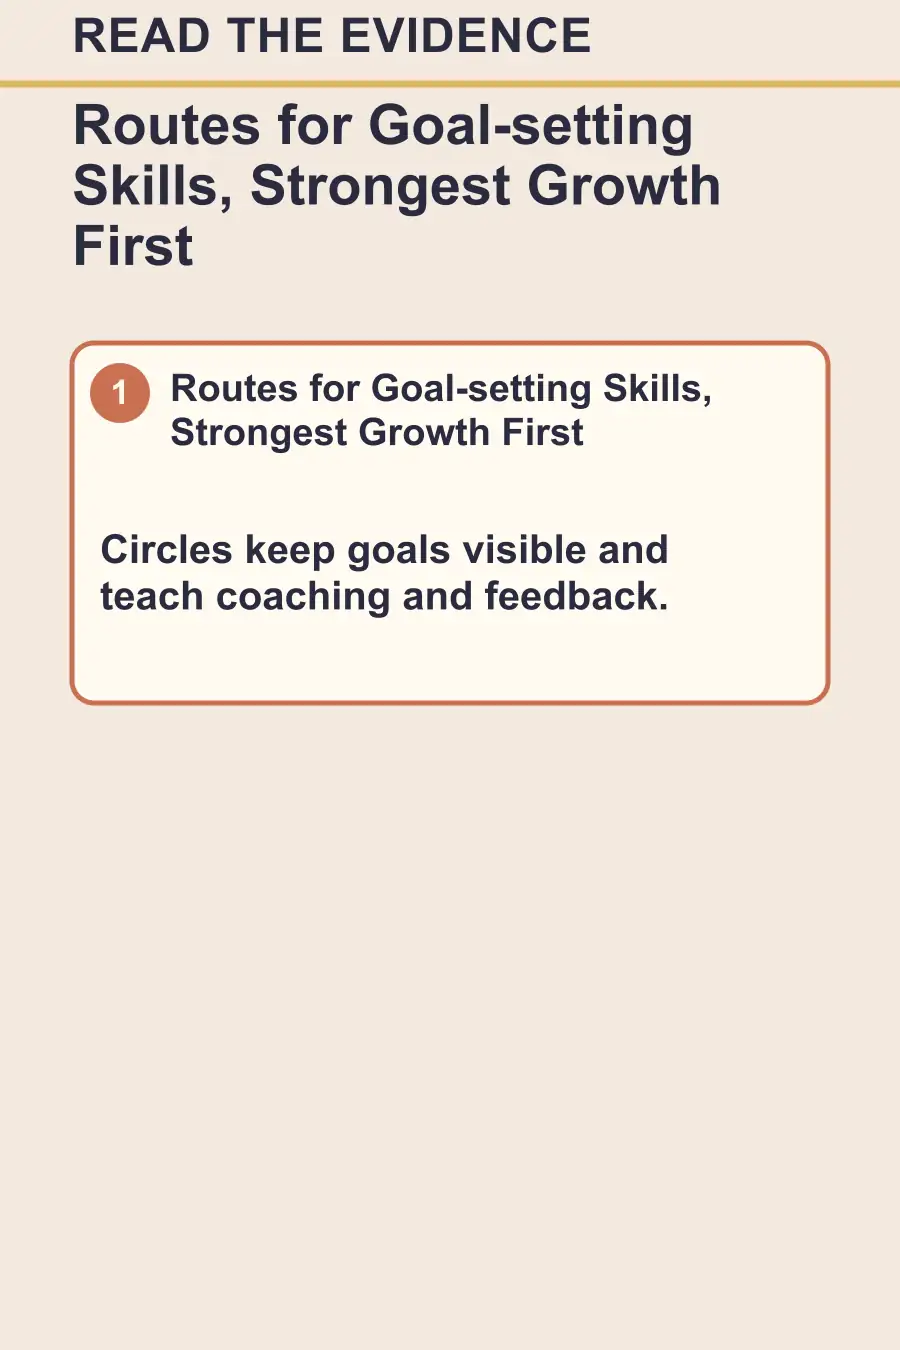 READ THE EVIDENCE
Routes for Goal-setting
Skills, Strongest Growth
First
1
Routes for Goal-setting Skills,
Strongest Growth First
Circles keep goals visible and
teach coaching and feedback.